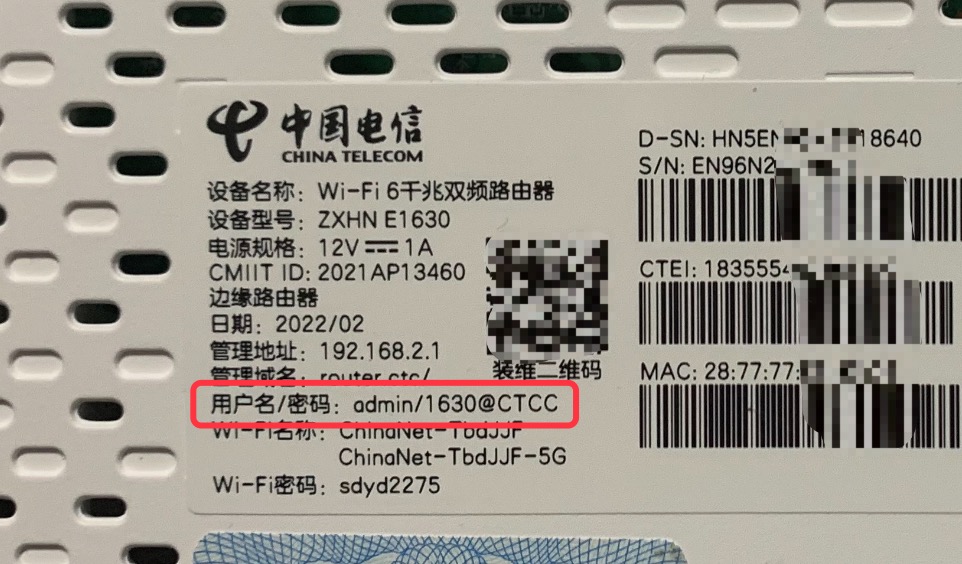 中国电信
CHINA TELECOM
设备名称：Wi-Fi 6千兆双频路由器
设备型号：ZXHN E1630
电源规格：12V⎓1A
CMIIT ID: 2021AP13460
边缘路由器
日期：2022/02
管理地址：192.168.2.1
管理域名：router.ctc/
用户名/密码：admin/1630@CTCC
Wi-Fi名称：ChinaNet-TbdJJF
ChinaNet-TbdJJF-5G
Wi-Fi密码：sdyd2275
装维二维码
D-SN: HN5EN 18640
S/N: EN96N2
CTEI: 1835554
MAC: 28:77:77: